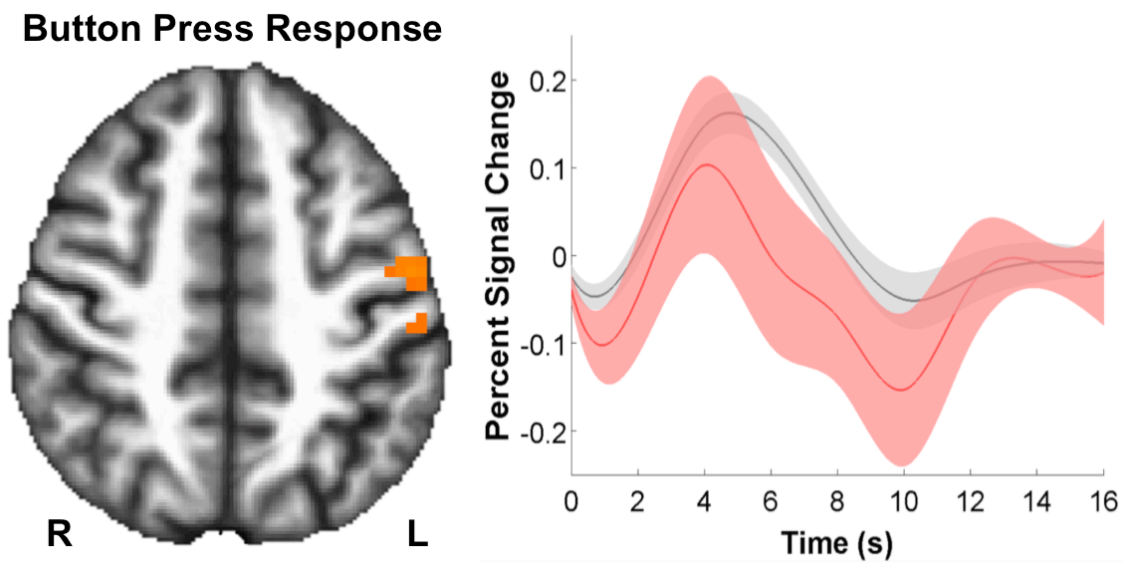 Button Press Response
R
L
Percent Signal Change
0.2
0.1
0
-0.1
-0.2
0 2 4 6 8 10 12 14 16
Time (s)